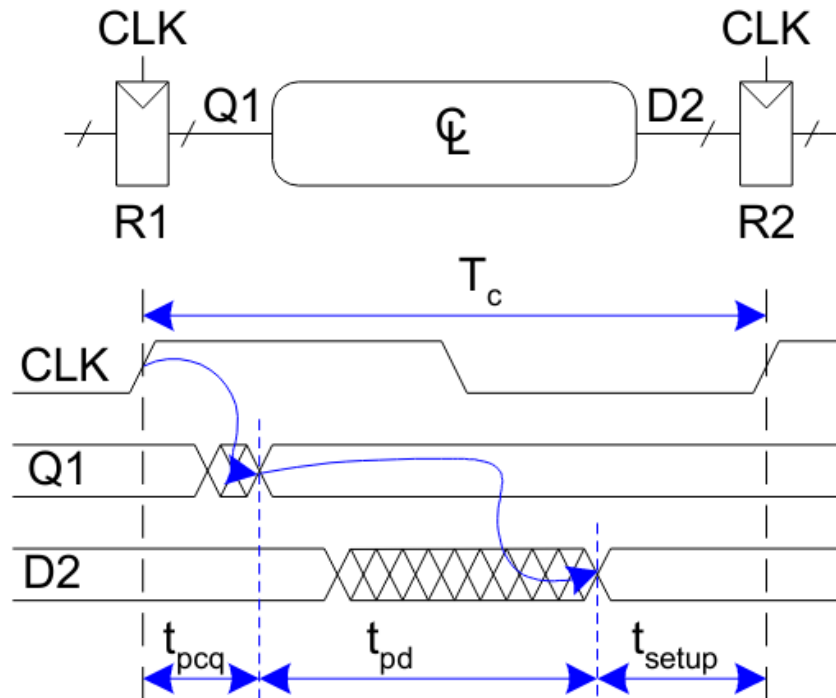 CLK CLK
Q1 CL D2
R1 R2
Tc
CLK
Q1
D2
tpcq tpd tsetup